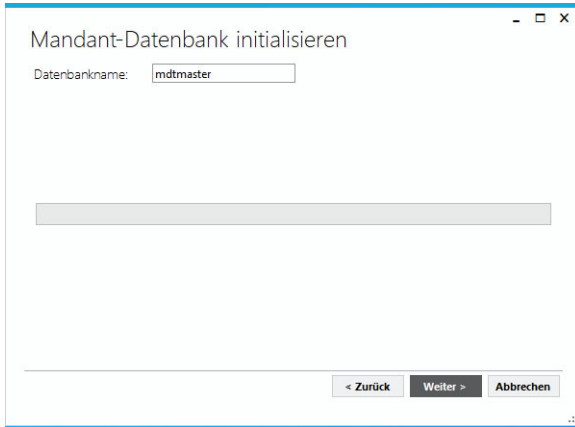 Mandant-Datenbank initialisieren
Datenbankname: mdtmaster
< Zurück Weiter > Abbrechen